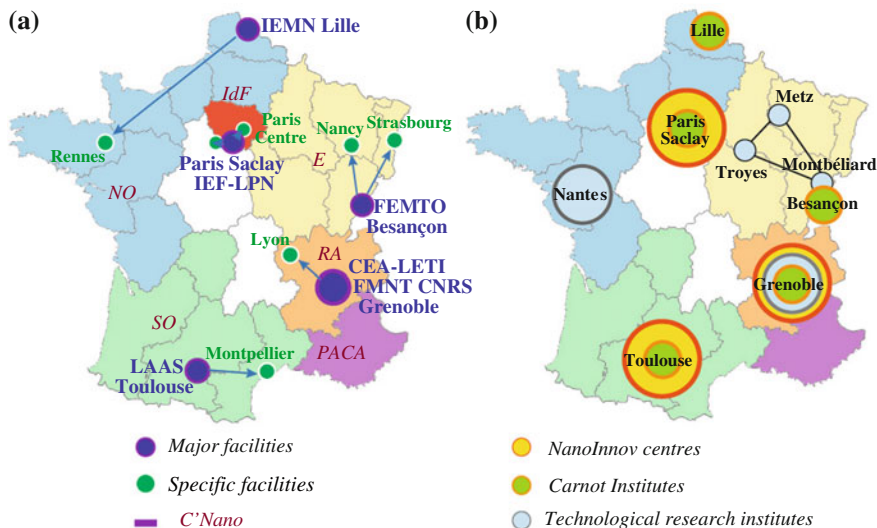 (a)
IEMN Lille
IdF
Paris
Centre
Nancy
Strasbourg
Rennes
Paris Saclay
IEF-LPN
E
NO
FEMTO
Besançon
Lyon
RA
CEA-LETI
FMNT CNRS
Grenoble
SO
LAAS
Toulouse
Montpellier
PACA
Major facilities
Specific facilities
C'Nano
(b)
Lille
Metz
Paris
Saclay
Troyes
Montbéliard
Nantes
Besançon
Grenoble
Toulouse
NanoInnov centres
Carnot Institutes
Technological research institutes